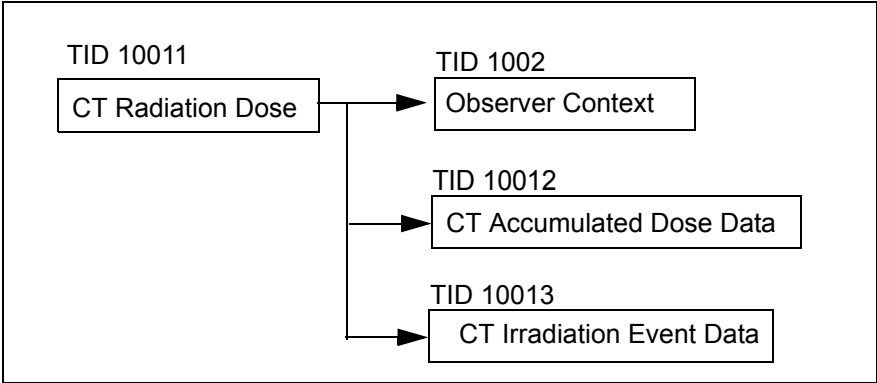 TID 10011
CT Radiation Dose
TID 1002
Observer Context
TID 10012
CT Accumulated Dose Data
TID 10013
CT Irradiation Event Data